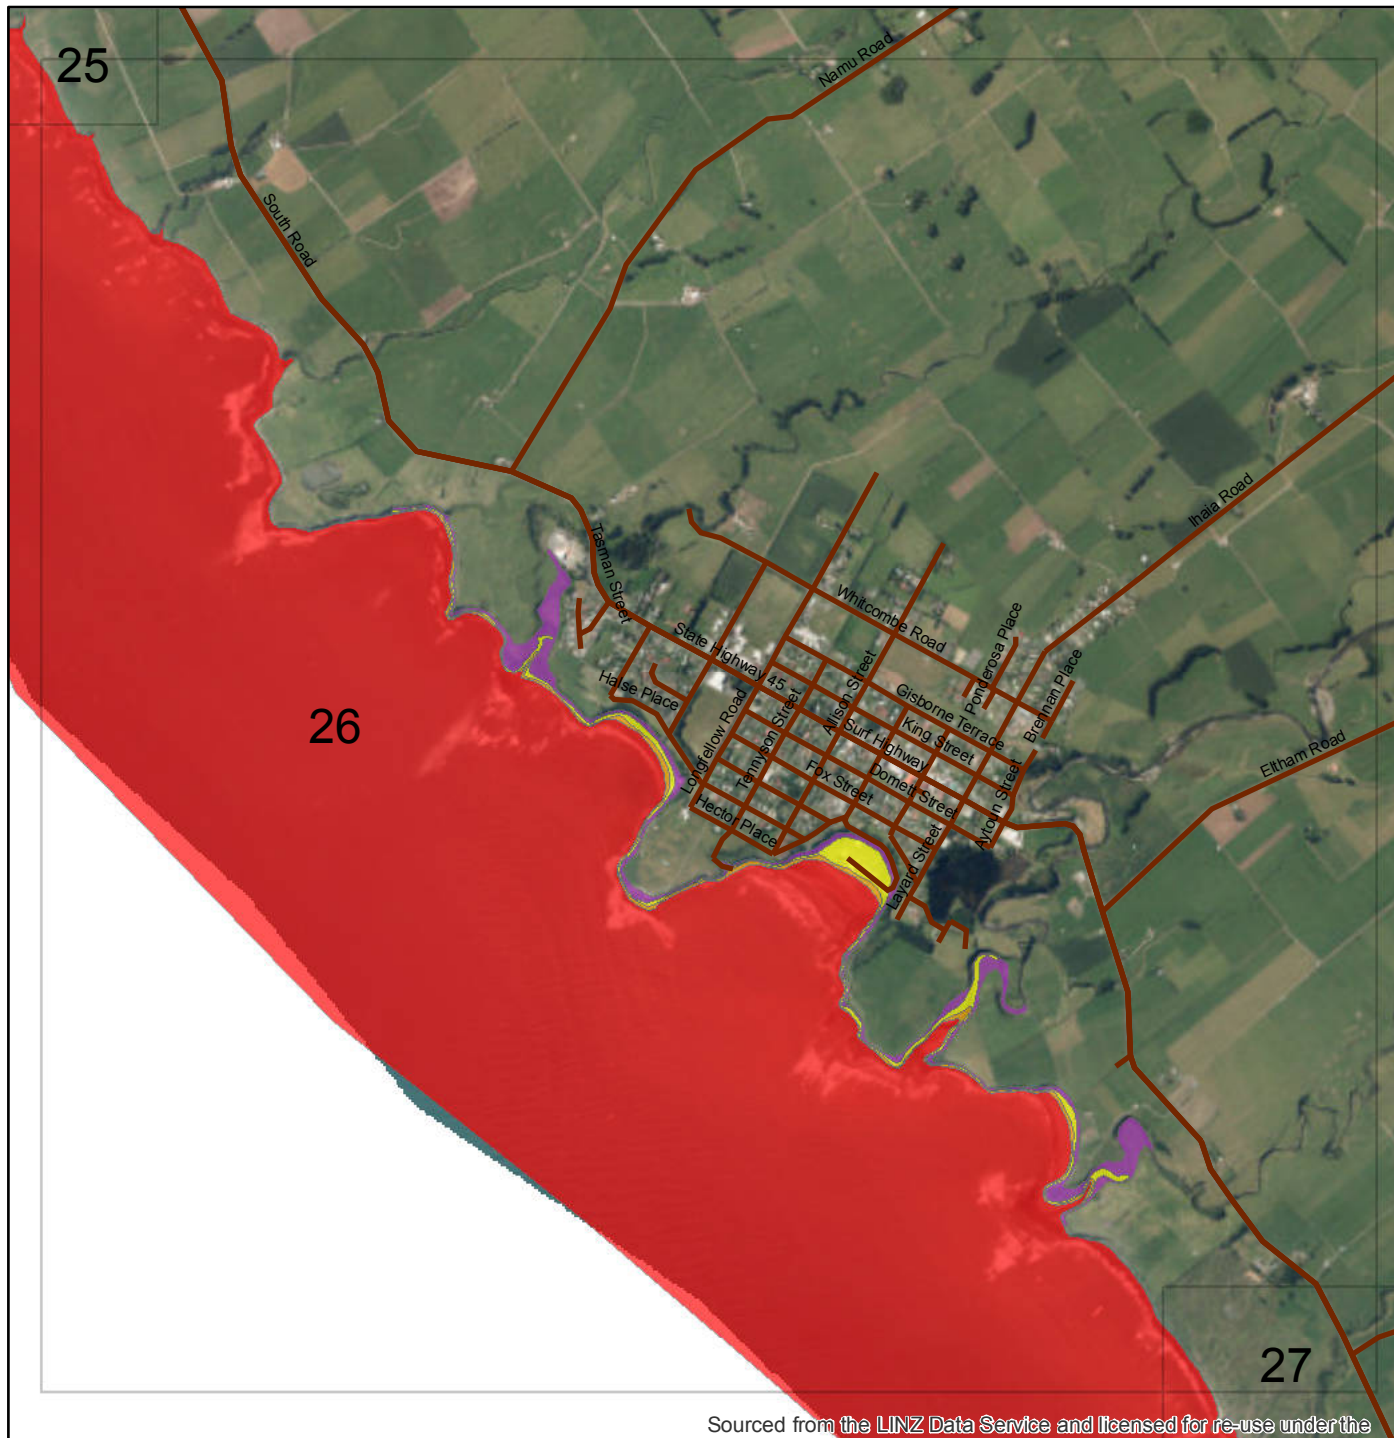 25
Namu Road
South Road
Ihaia Road
Tasman Street
Whitcombe Road
Ponderosa Place
State Highway 45
Brennan Place
Halse Place
Allison Street
Gisborne Terrace
Longfellow Road
Tennyson Street
King Street
Surf Highway
26
Eltham Road
Fox Street
Domett Street
Aytoun Street
Hector Place
Layard Street
27
Sourced from the LINZ Data Service and licensed for re-use under the